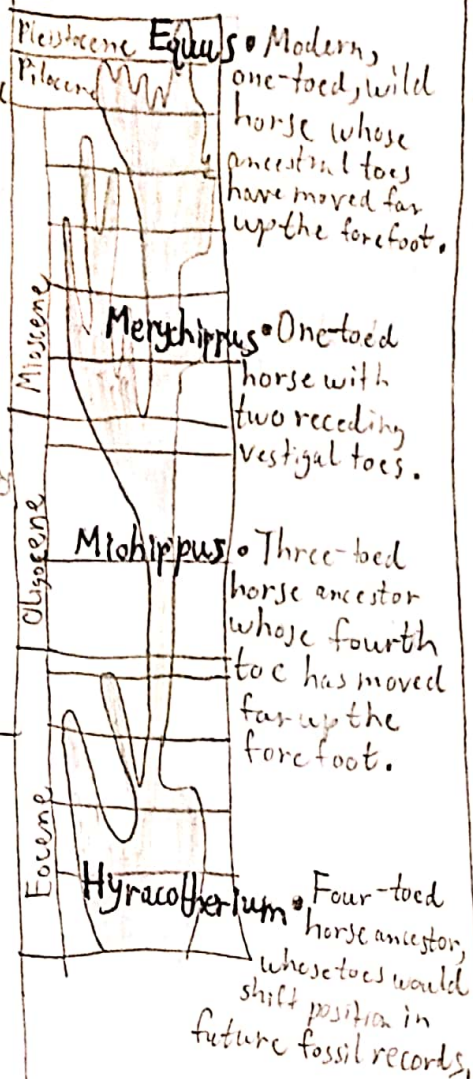 Pleistocene
Equus • Modern,
one-toed, wild
horse whose
ancestral toes
have moved far
up the forefoot.
Pilocene
Mioscene
Merychippus • One-toed
horse with
two receding
vestigal toes.
Oligocene
Miohippus • Three-toed
horse ancestor
whose fourth
toe has moved
far up the
forefoot.
Eocene
Hyracotherium • Four-toed
horse ancestor,
whose toes would
shift position in
future fossil records.